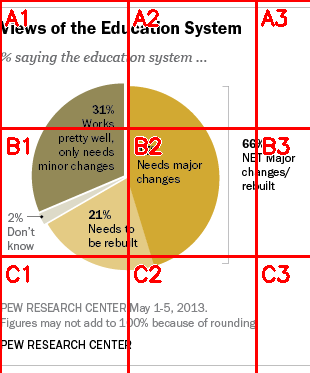 Views of the Education System
% saying the education system ...
31%
Works
pretty well,
only needs
minor changes
Needs major
changes
66%
NET Major
changes/
rebuilt
2%
Don't
know
21%
Needs to
be rebuilt
PEW RESEARCH CENTER May 1-5, 2013.
Figures may not add to 100% because of rounding
PEW RESEARCH CENTER
A1
A2
A3
B1
B2
B3
C1
C2
C3